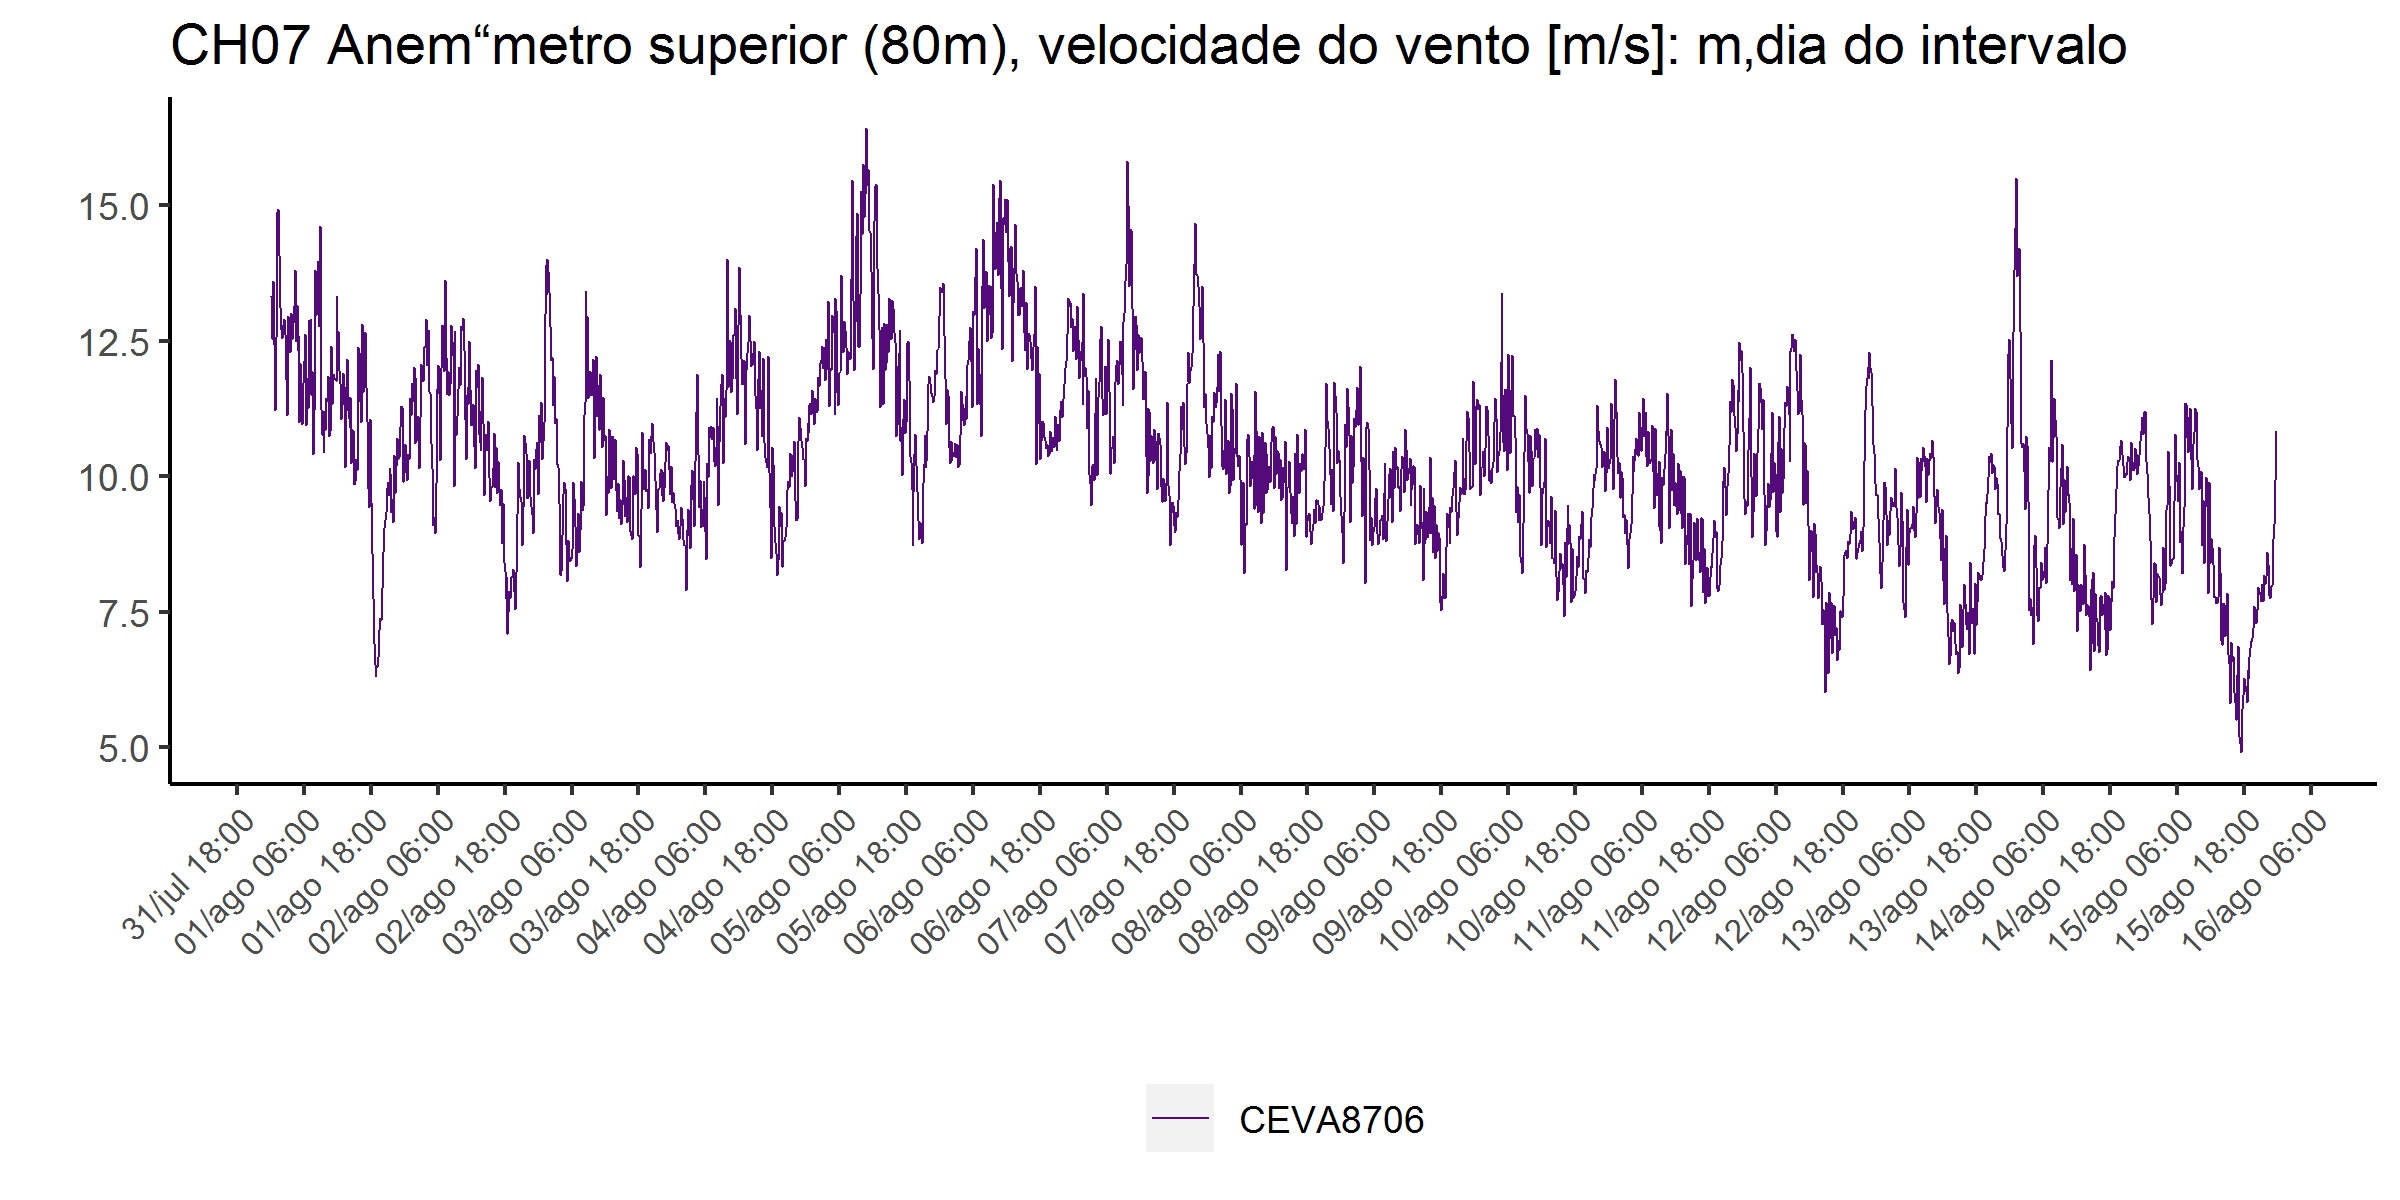 CH07 Anem“metro superior (80m), velocidade do vento [m/s]: m‚dia do intervalo
15.0
12.5
10.0
7.5
5.0
31/jul 18:00
01/ago 06:00
01/ago 18:00
02/ago 06:00
02/ago 18:00
03/ago 06:00
03/ago 18:00
04/ago 06:00
04/ago 18:00
05/ago 06:00
05/ago 18:00
06/ago 06:00
06/ago 18:00
07/ago 06:00
07/ago 18:00
08/ago 06:00
08/ago 18:00
09/ago 06:00
09/ago 18:00
10/ago 06:00
10/ago 18:00
11/ago 06:00
11/ago 18:00
12/ago 06:00
12/ago 18:00
13/ago 06:00
13/ago 18:00
14/ago 06:00
14/ago 18:00
15/ago 06:00
15/ago 18:00
16/ago 06:00
CEVA8706